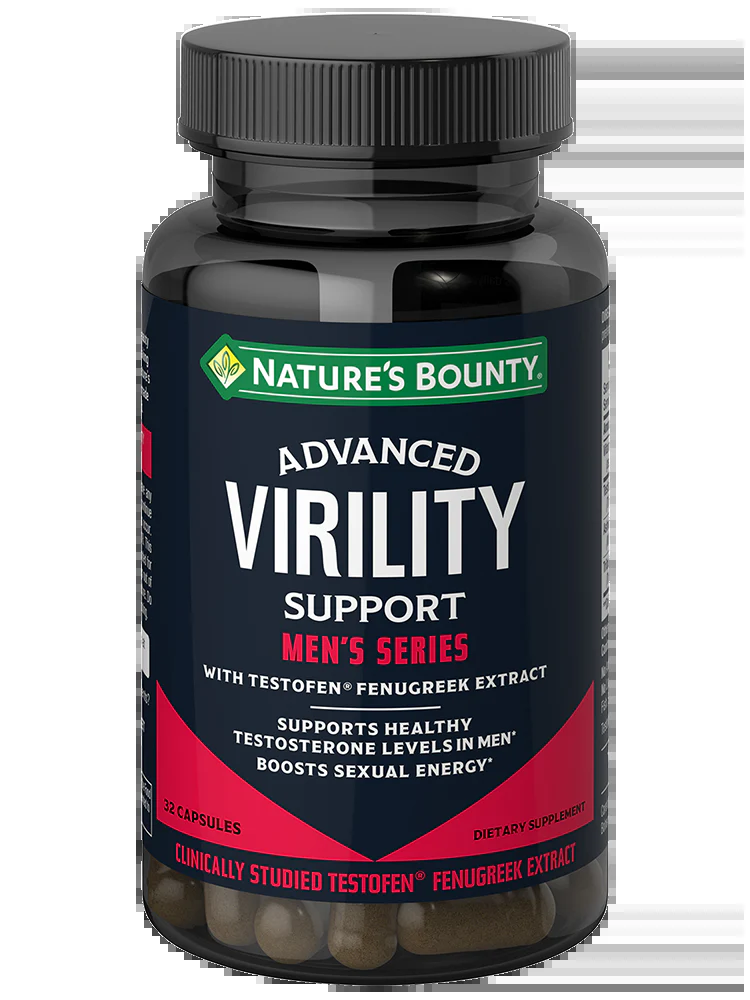 NATURE'S BOUNTY®
ADVANCED
VIRILITY
SUPPORT
MEN'S SERIES
WITH TESTOFEN® FENUGREEK EXTRACT
SUPPORTS HEALTHY
TESTOSTERONE LEVELS IN MEN*
BOOSTS SEXUAL ENERGY*
32 CAPSULES
DIETARY SUPPLEMENT
CLINICALLY STUDIED TESTOFEN® FENUGREEK EXTRACT